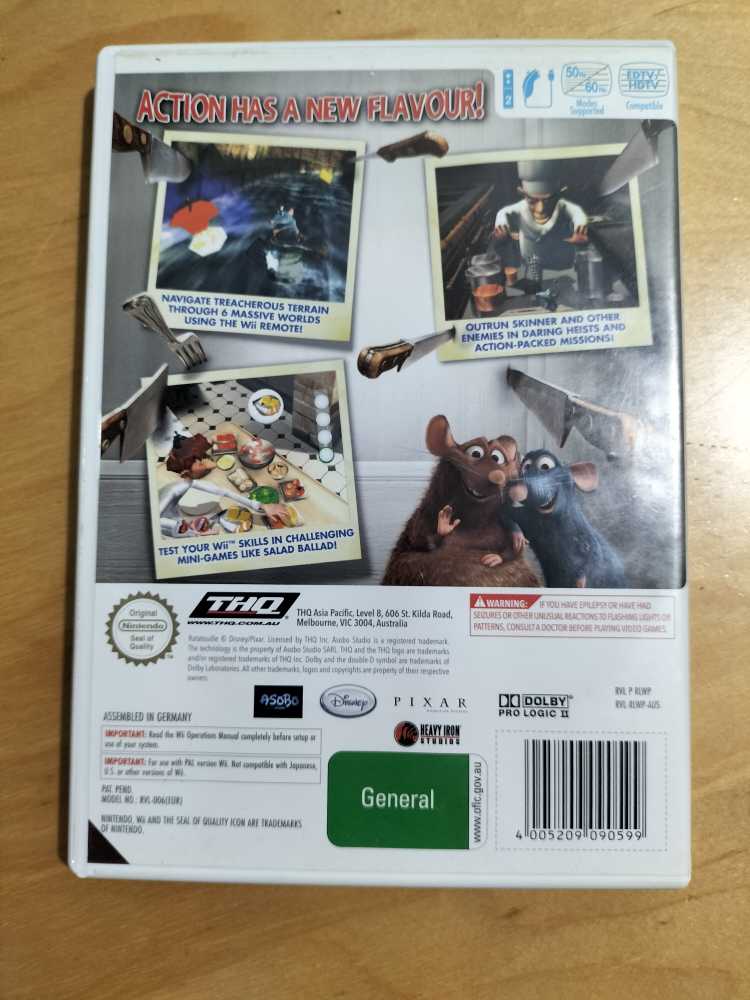 ACTION HAS A NEW FLAVOUR!
2
50Hz
60Hz
Modes
Supported
EDTV/
HDTV
Compatible
NAVIGATE TREACHEROUS TERRAIN
THROUGH 6 MASSIVE WORLDS
USING THE Wii REMOTE!
OUTRUN SKINNER AND OTHER
ENEMIES IN DARING HEISTS AND
ACTION-PACKED MISSIONS!
TEST YOUR Wii™ SKILLS IN CHALLENGING
MINI-GAMES LIKE SALAD BALLAD!
Original
Nintendo
Seal of
Quality
TM
THQ
WWW.THQ.COM.AU
THQ Asia Pacific, Level 8, 606 St. Kilda Road,
Melbourne, VIC 3004, Australia
WARNING: IF YOU HAVE EPILEPSY OR HAVE HAD
SEIZURES OR OTHER UNUSUAL REACTIONS TO FLASHING LIGHTS OR
PATTERNS, CONSULT A DOCTOR BEFORE PLAYING VIDEO GAMES.
Ratatouille © Disney/Pixar. Licensed by THQ Inc. Asobo Studio is a registered trademark.
The technology is the property of Asobo Studio SARL. THQ and the THQ logo are trademarks
and/or registered trademarks of THQ Inc. Dolby and the double-D symbol are trademarks of
Dolby Laboratories. All other trademarks, logos and copyrights are property of their respective
owners.
ASOBO
Disney
PIXAR
DOLBY
PRO LOGIC II
RVL P RLWP
RVL-RLWP-AUS
HEAVY IRON
STUDIOS
ASSEMBLED IN GERMANY
IMPORTANT: Read the Wii Operations Manual completely before setup or
use of your system.
IMPORTANT: For use with PAL version Wii. Not compatible with Japanese,
U.S. or other versions of Wii.
PAT. PEND.
MODEL NO.: RVL-006(EUR)
NINTENDO, Wii AND THE SEAL OF QUALITY ICON ARE TRADEMARKS
OF NINTENDO.
General
www.oflc.gov.au
4 005209 090599